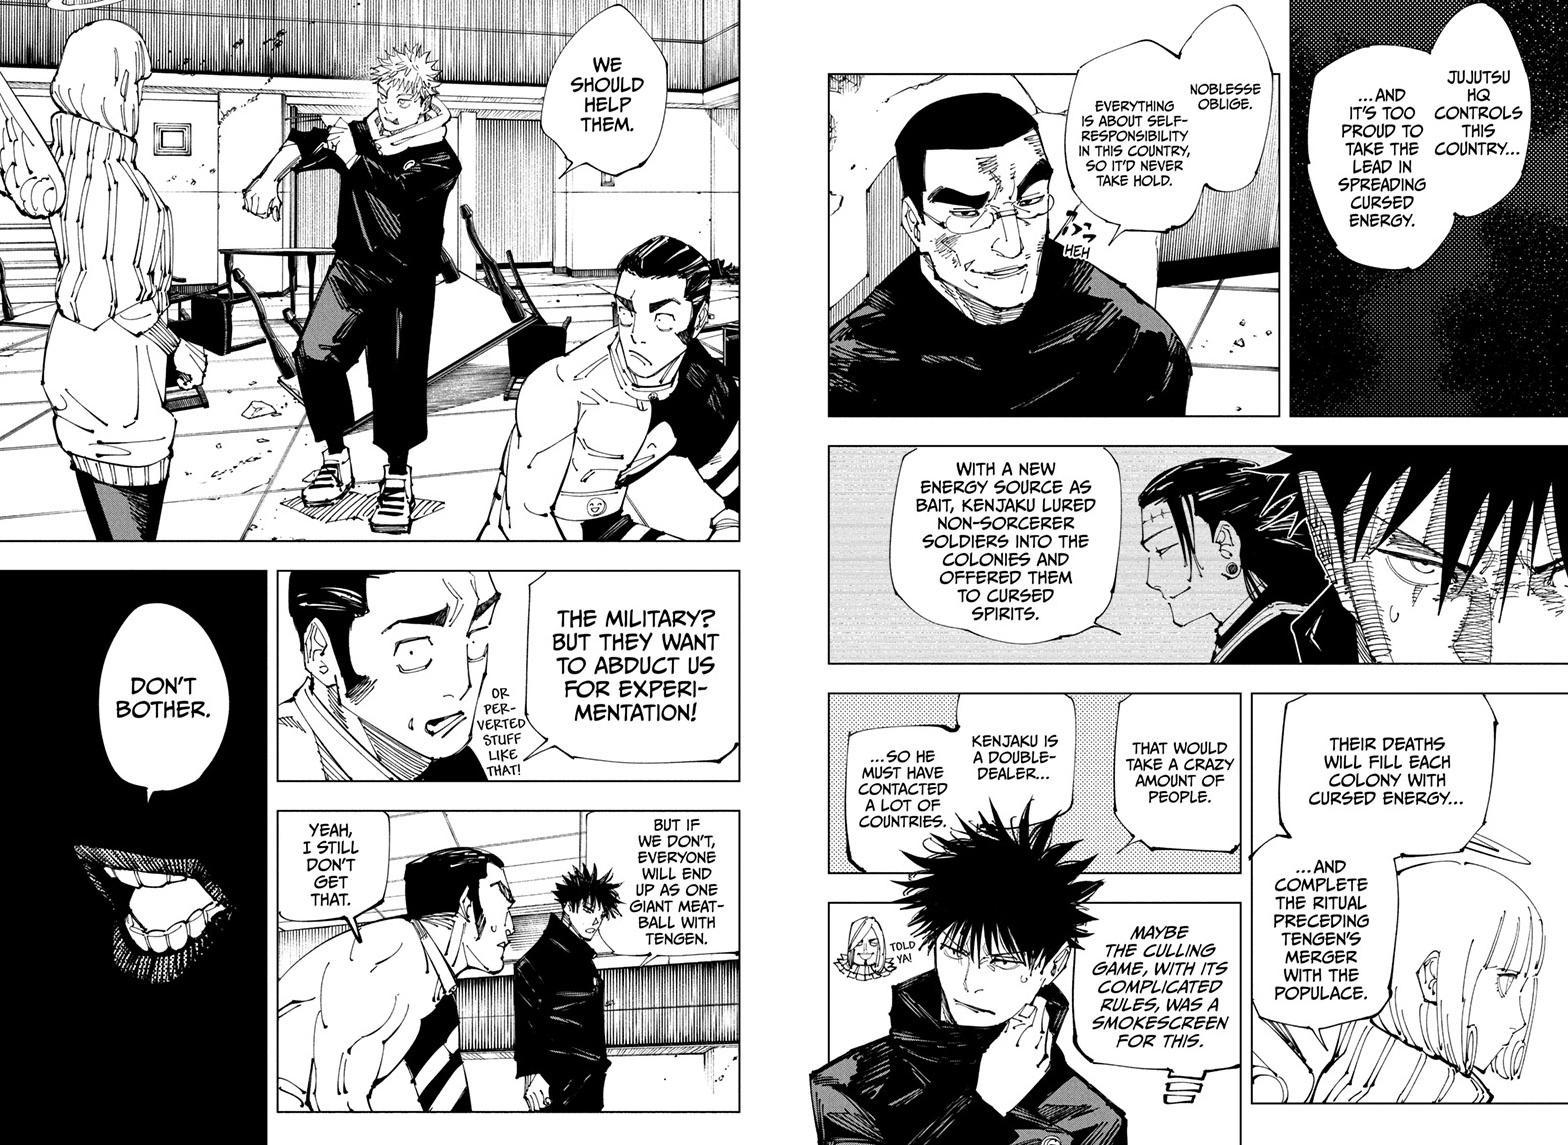 JUJUTSU
HQ
CONTROLS
THIS
COUNTRY...
...AND
IT'S TOO
PROUD TO
TAKE THE
LEAD IN
SPREADING
CURSED
ENERGY.
NOBLESSE
OBLIGE.
EVERYTHING
IS ABOUT SELF-
RESPONSIBILITY
IN THIS COUNTRY,
SO IT'D NEVER
TAKE HOLD.
HEH
WITH A NEW
ENERGY SOURCE AS
BAIT, KENJAKU LURED
NON-SORCERER
SOLDIERS INTO THE
COLONIES AND
OFFERED THEM
TO CURSED
SPIRITS.
THEIR DEATHS
WILL FILL EACH
COLONY WITH
CURSED ENERGY...
...AND
COMPLETE
THE RITUAL
PRECEDING
TENGEN'S
MERGER
WITH THE
POPULACE.
THAT WOULD
TAKE A CRAZY
AMOUNT OF
PEOPLE.
KENJAKU IS
A DOUBLE-
DEALER...
...SO HE
MUST HAVE
CONTACTED
A LOT OF
COUNTRIES.
MAYBE
THE CULLING
GAME, WITH ITS
COMPLICATED
RULES, WAS A
SMOKESCREEN
FOR THIS.
TOLD
YA!
WE
SHOULD
HELP
THEM.
THE MILITARY?
BUT THEY WANT
TO ABDUCT US
FOR EXPERI-
MENTATION!
OR
PER-
VERTED
STUFF
LIKE
THAT!
BUT IF
WE DON'T,
EVERYONE
WILL END
UP AS ONE
GIANT MEAT-
BALL WITH
TENGEN.
YEAH,
I STILL
DON'T
GET
THAT.
DON'T
BOTHER.